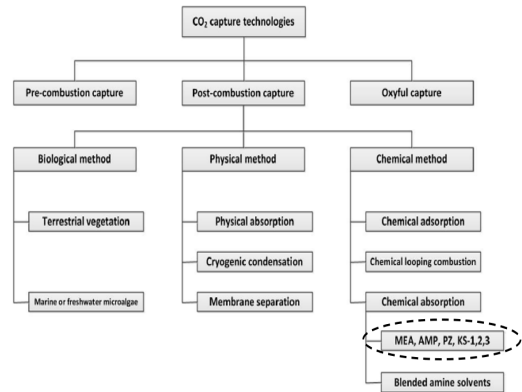 CO₂ capture technologies
Pre-combustion capture
Post-combustion capture
Oxyful capture
Biological method
Physical method
Chemical method
Terrestrial vegetation
Physical absorption
Chemical adsorption
Cryogenic condensation
Chemical looping combustion
Marine or freshwater microalgae
Membrane separation
Chemical absorption
MEA, AMP, PZ, KS-1,2,3
Blended amine solvents